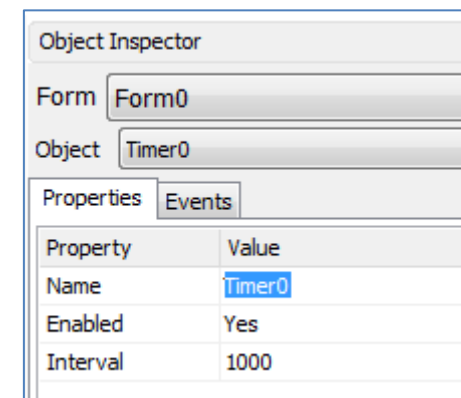 Object Inspector
Form Form0
Object Timer0
Properties Events
Property Value
Name Timer0
Enabled Yes
Interval 1000